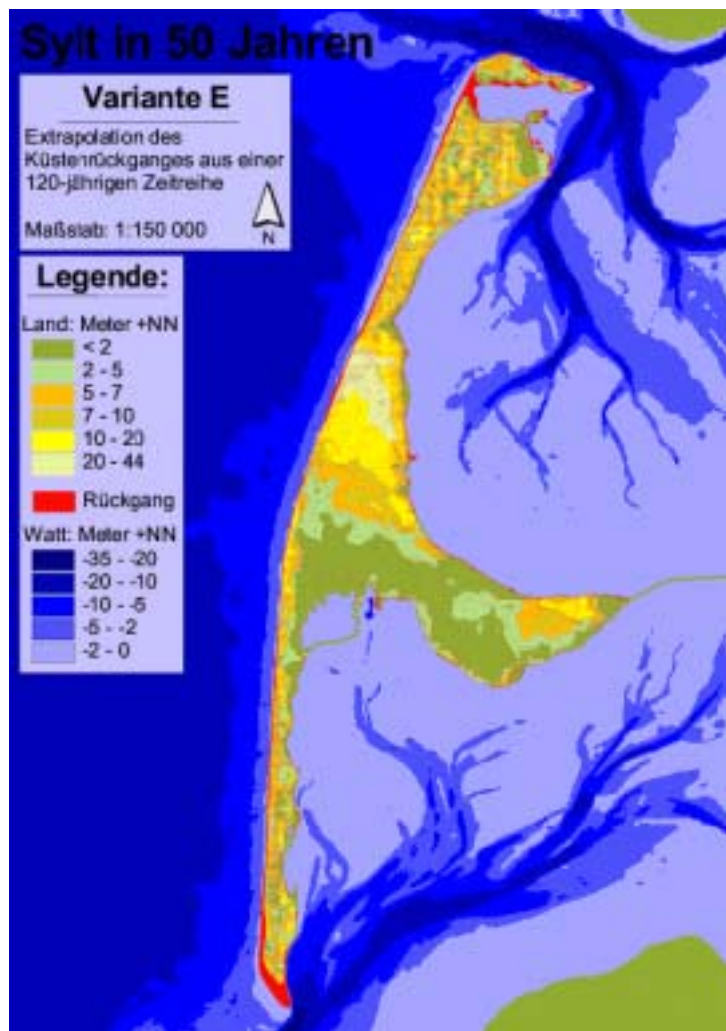 Sylt in 50 Jahren
Variante E
Extrapolation des
Küstenrückganges aus einer
120-jährigen Zeitreihe
Maßslab: 1:150 000
N
Legende:
Land: Meter +NN
< 2
2 - 5
5 - 7
7 - 10
10 - 20
20 - 44
Rückgang
Watt: Meter +NN
-35 - -20
-20 - -10
-10 - -5
-5 - -2
-2 - 0